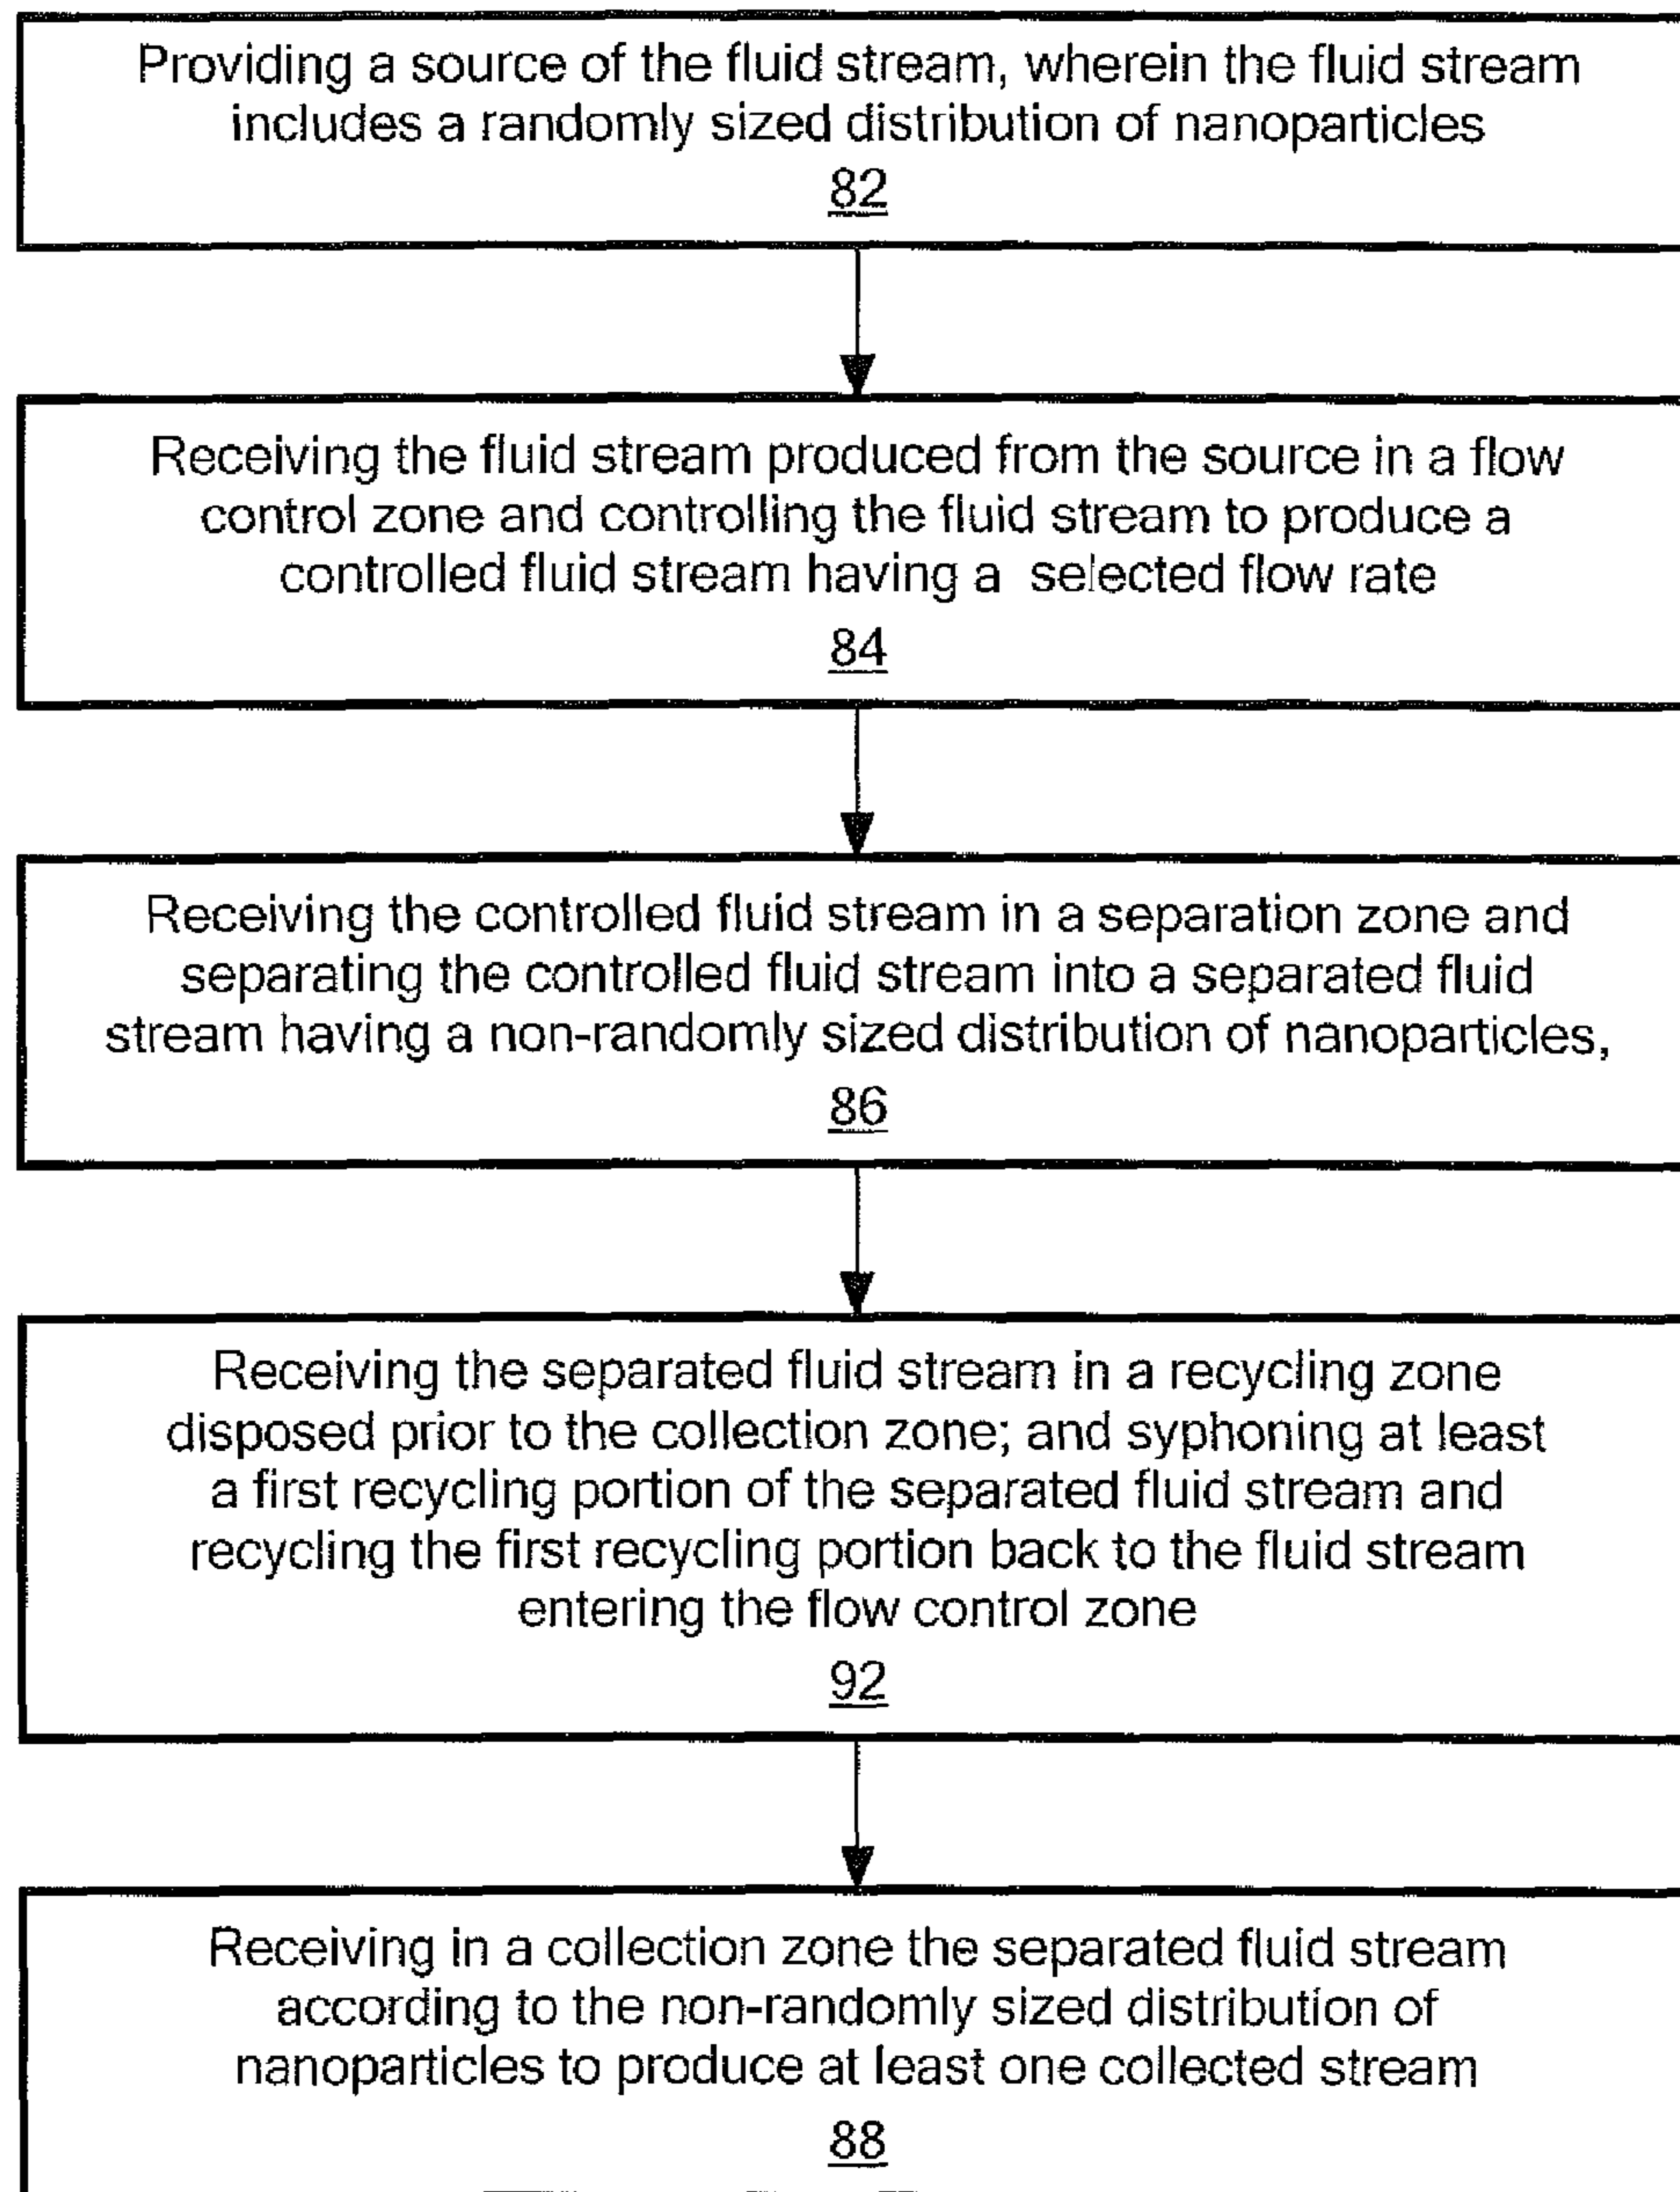 Providing a source of the fluid stream, wherein the fluid stream
includes a randomly sized distribution of nanoparticles
82
Receiving the fluid stream produced from the source in a flow
control zone and controlling the fluid stream to produce a
controlled fluid stream having a selected flow rate
84
Receiving the controlled fluid stream in a separation zone and
separating the controlled fluid stream into a separated fluid
stream having a non-randomly sized distribution of nanoparticles,
86
Receiving the separated fluid stream in a recycling zone
disposed prior to the collection zone; and syphoning at least
a first recycling portion of the separated fluid stream and
recycling the first recycling portion back to the fluid stream
entering the flow control zone
92
Receiving in a collection zone the separated fluid stream
according to the non-randomly sized distribution of
nanoparticles to produce at least one collected stream
88